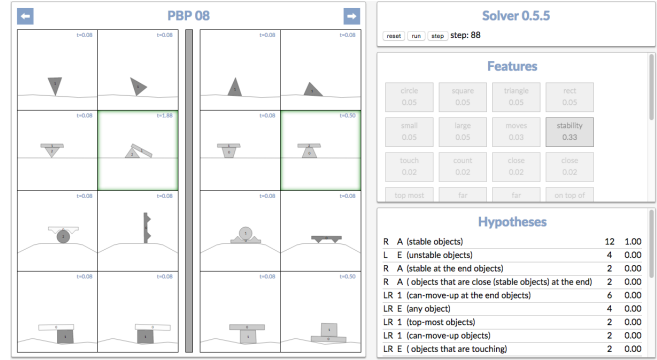 PBP 08
t=0.08
t=0.08
t=0.08
t=0.08
t=0.08
t=1.88
t=0.08
t=0.50
t=0.08
t=0.08
t=0.08
t=0.08
t=0.08
t=0.08
t=0.08
t=0.50
Solver 0.5.5
reset run step step: 88
Features
circle square triangle rect
0.05 0.05 0.05 0.05
small large moves stability
0.05 0.05 0.03 0.33
touch count close close
0.02 0.02 0.02 0.02
top most far far on top of
Hypotheses
R A (stable objects) 12 1.00
L E (unstable objects) 4 0.00
R A (stable at the end objects) 2 0.00
R A ( objects that are close (stable objects) at the end) 2 0.00
LR 1 (can-move-up at the end objects) 6 0.00
LR E (any object) 4 0.00
LR 1 (top-most objects) 2 0.00
LR 1 (can-move-up objects) 2 0.00
LR E ( objects that are touching) 2 0.00